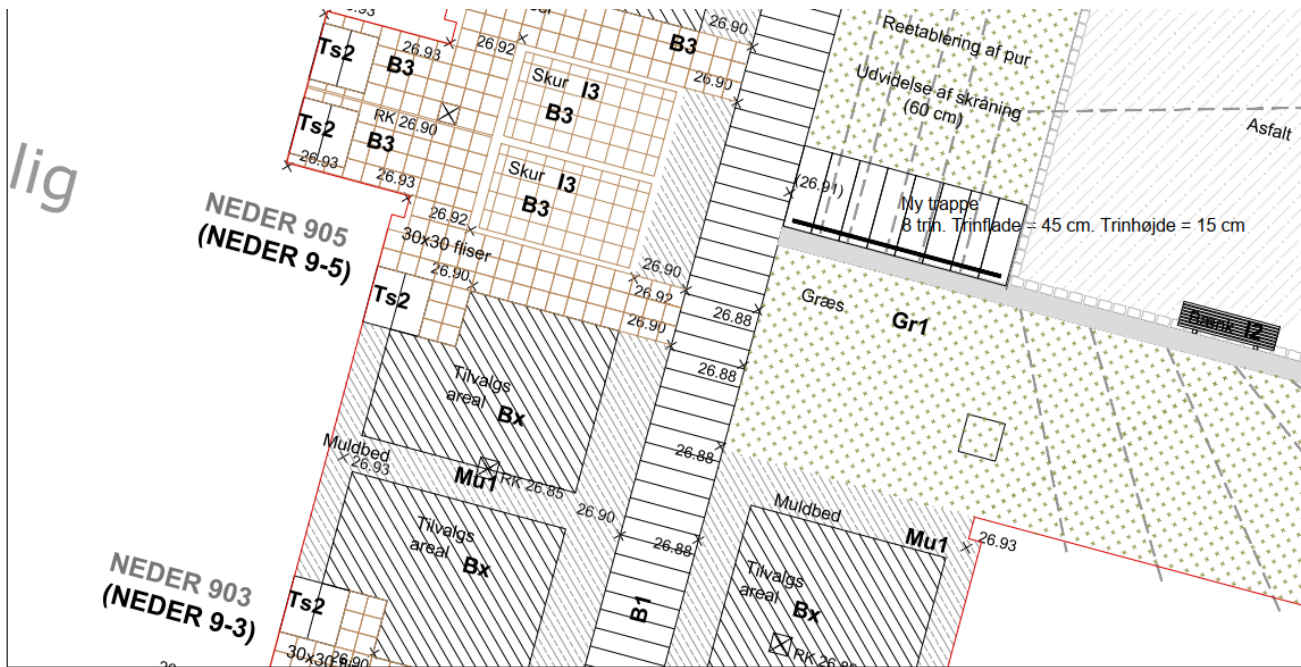 26.90
B3
26.92
26.93
Ts2
B3
26.90
Reetablering af pur
Udvidelse af skråning
(60 cm)
Asfalt
Skur I3
B3
RK 26.90
Ts2
B3
26.93
26.93
lig
Skur I3
B3
(26.91)
Ny trappe
8 trin. Trinflade = 45 cm. Trinhøjde = 15 cm
NEDER 905
(NEDER 9-5)
26.92
30x30 fliser
26.90
Ts2
26.90
26.92
26.90
26.88
26.88
Græs
Gr1
Bænk I2
Tilvalgs
areal Bx
26.88
Muldbed
26.93
Mu1
RK 26.85
26.90
26.88
Tilvalgs
areal
Bx
Muldbed
Mu1
26.93
Tilvalgs
areal Bx
NEDER 903
(NEDER 9-3)
Ts2
B1
26.90